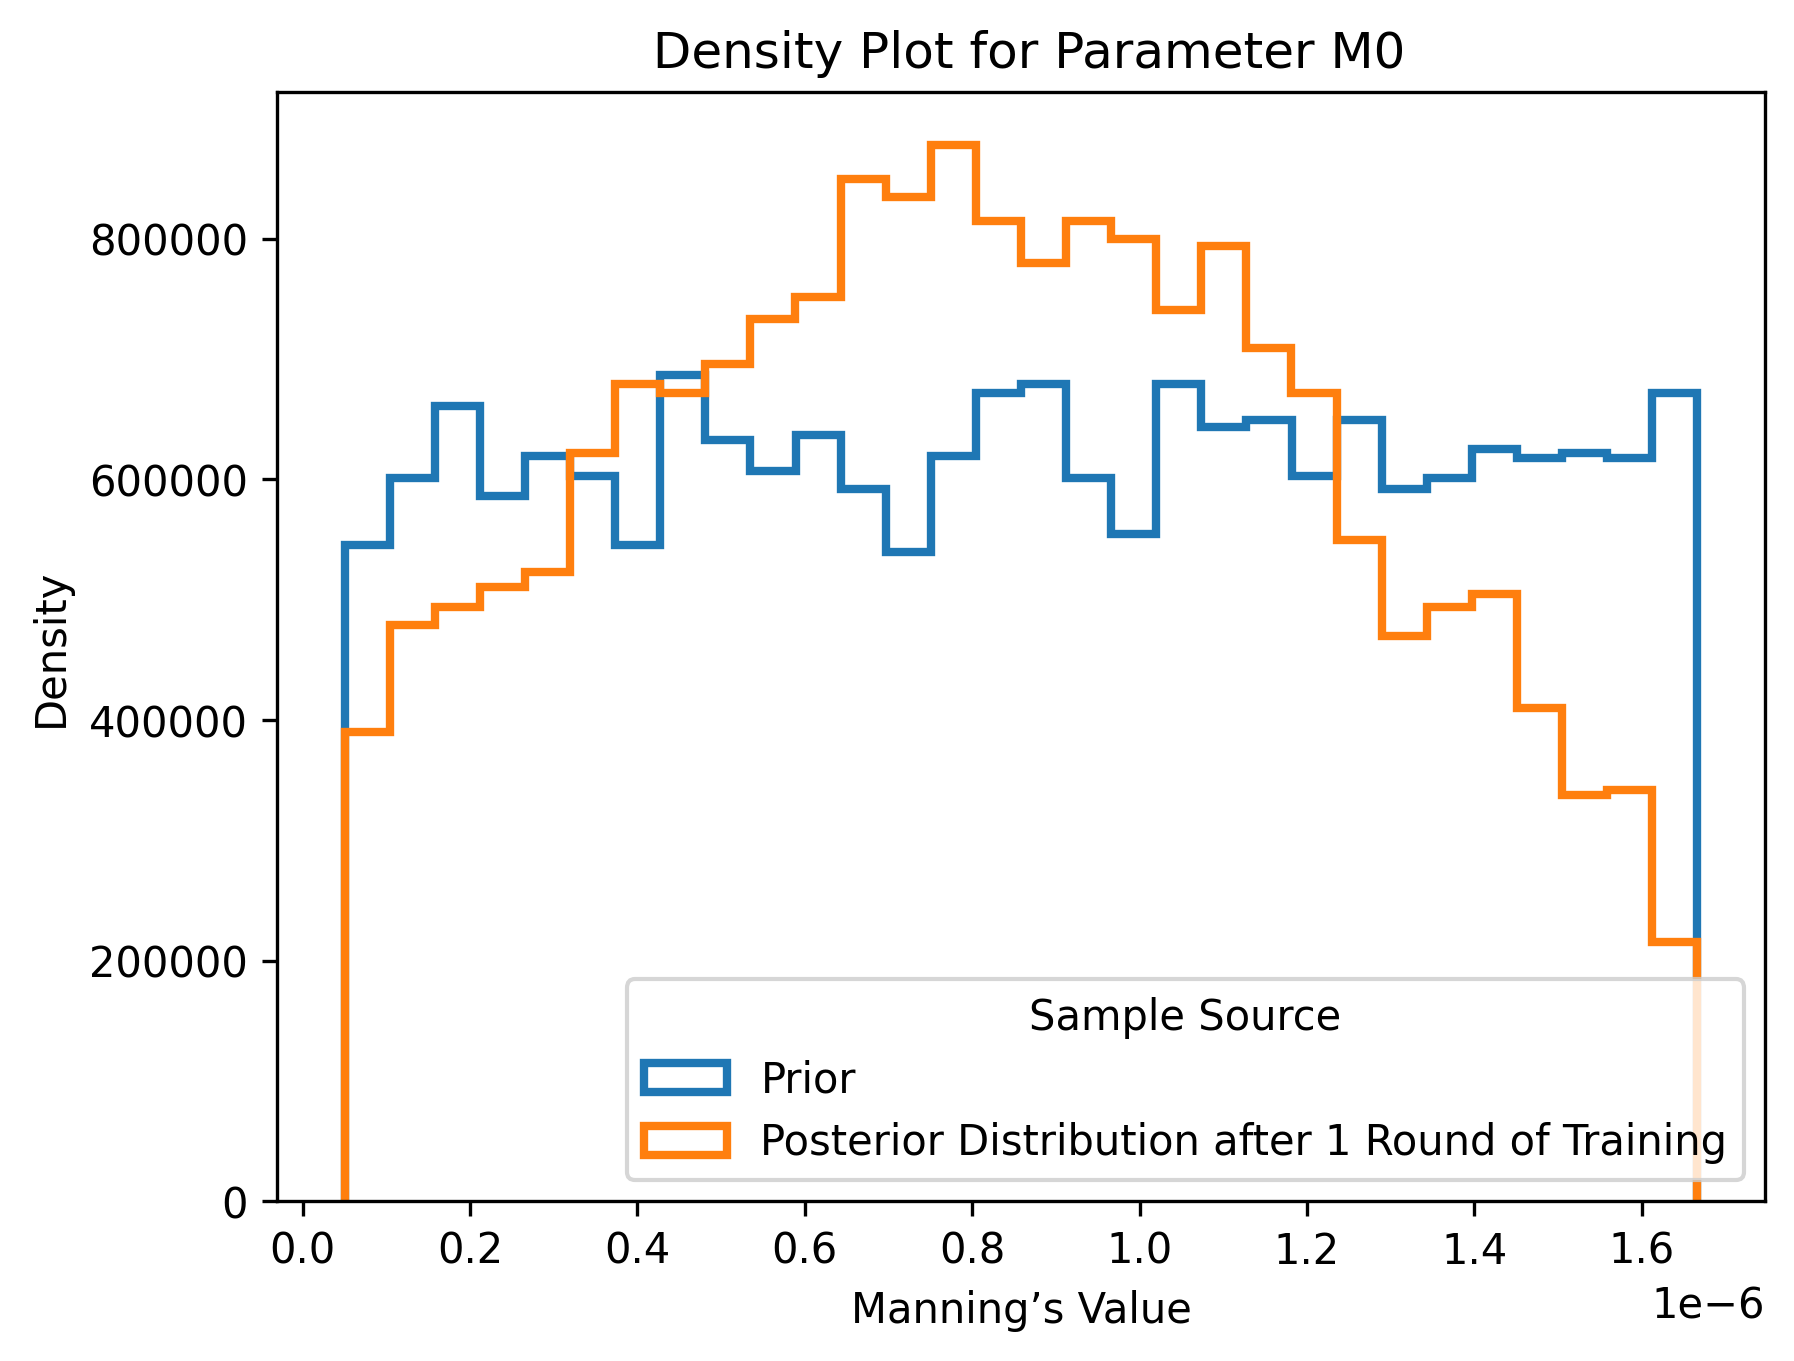 Density Plot for Parameter M0
Density
800000
600000
400000
200000
0
Sample Source
Prior
Posterior Distribution after 1 Round of Training
0.0 0.2 0.4 0.6 0.8 1.0 1.2 1.4 1.6
1e−6
Manning’s Value